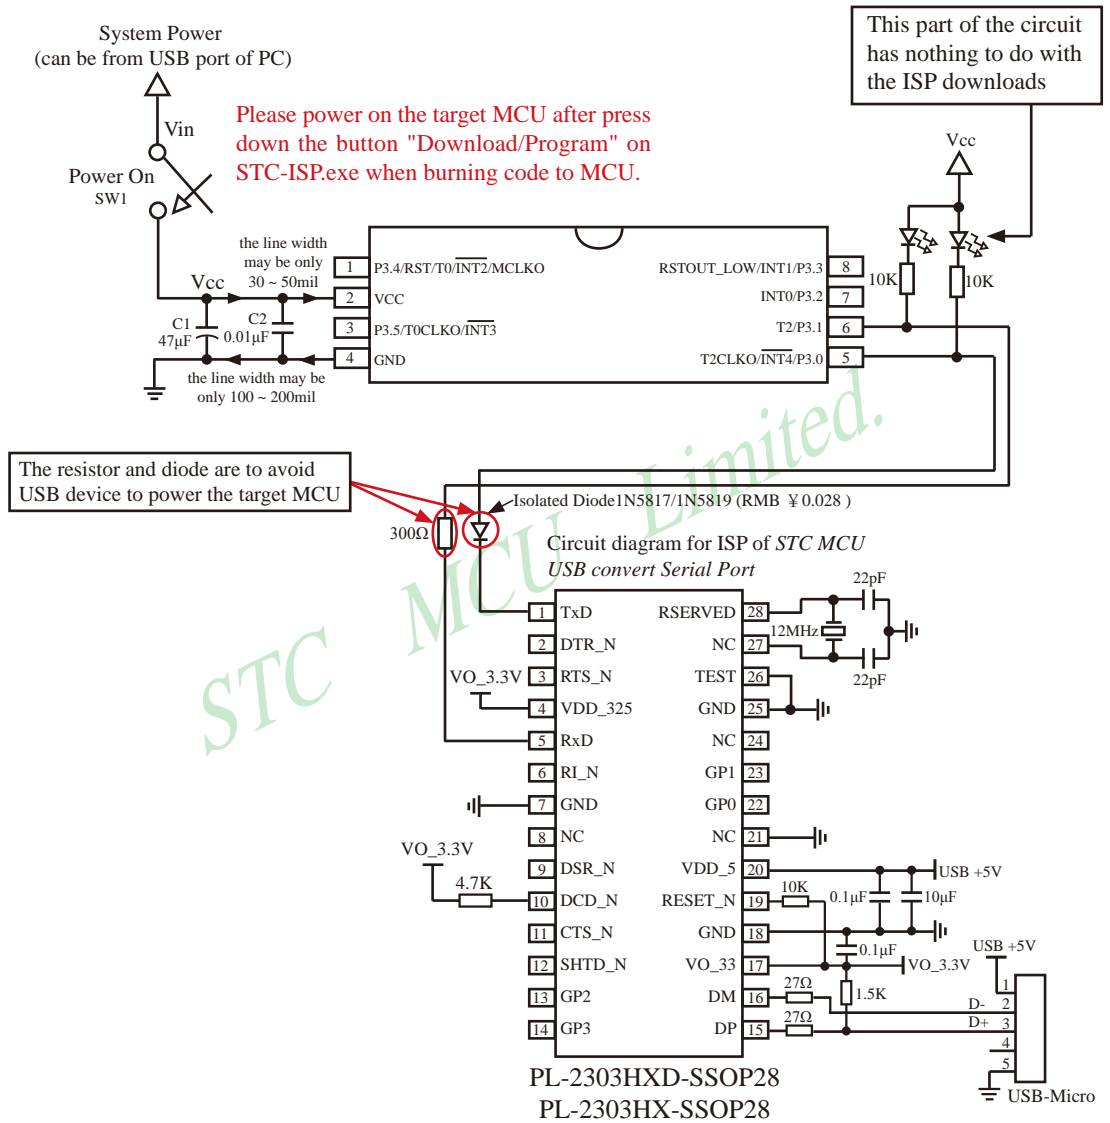 System Power
(can be from USB port of PC)
Vin
Power On
SW1
Please power on the target MCU after press
down the button "Download/Program" on
STC-ISP.exe when burning code to MCU.
This part of the circuit
has nothing to do with
the ISP downloads
Vcc
10K
10K
the line width
may be only
30 ~ 50mil
Vcc
C1
47μF
C2
0.01μF
the line width may be
only 100 ~ 200mil
1 P3.4/RST/T0/INT2/MCLKO
2 VCC
3 P3.5/T0CLKO/INT3
4 GND
RSTOUT_LOW/INT1/P3.3 8
INT0/P3.2 7
T2/P3.1 6
T2CLKO/INT4/P3.0 5
STC MCU Limited.
The resistor and diode are to avoid
USB device to power the target MCU
300Ω
Isolated Diode1N5817/1N5819 (RMB ¥0.028 )
Circuit diagram for ISP of STC MCU
USB convert Serial Port
1 TxD
2 DTR_N
3 RTS_N
4 VDD_325
5 RxD
6 RI_N
7 GND
8 NC
9 DSR_N
10 DCD_N
11 CTS_N
12 SHTD_N
13 GP2
14 GP3
VO_3.3V
VO_3.3V
4.7K
RSERVED 28
NC 27
TEST 26
GND 25
NC 24
GP1 23
GP0 22
NC 21
VDD_5 20
RESET_N 19
GND 18
VO_33 17
DM 16
DP 15
22pF
12MHz
22pF
USB +5V
10K
0.1μF
10μF
0.1μF
VO_3.3V
27Ω
1.5K
27Ω
USB +5V
D-
D+
1
2
3
4
5
USB-Micro
PL-2303HXD-SSOP28
PL-2303HX-SSOP28